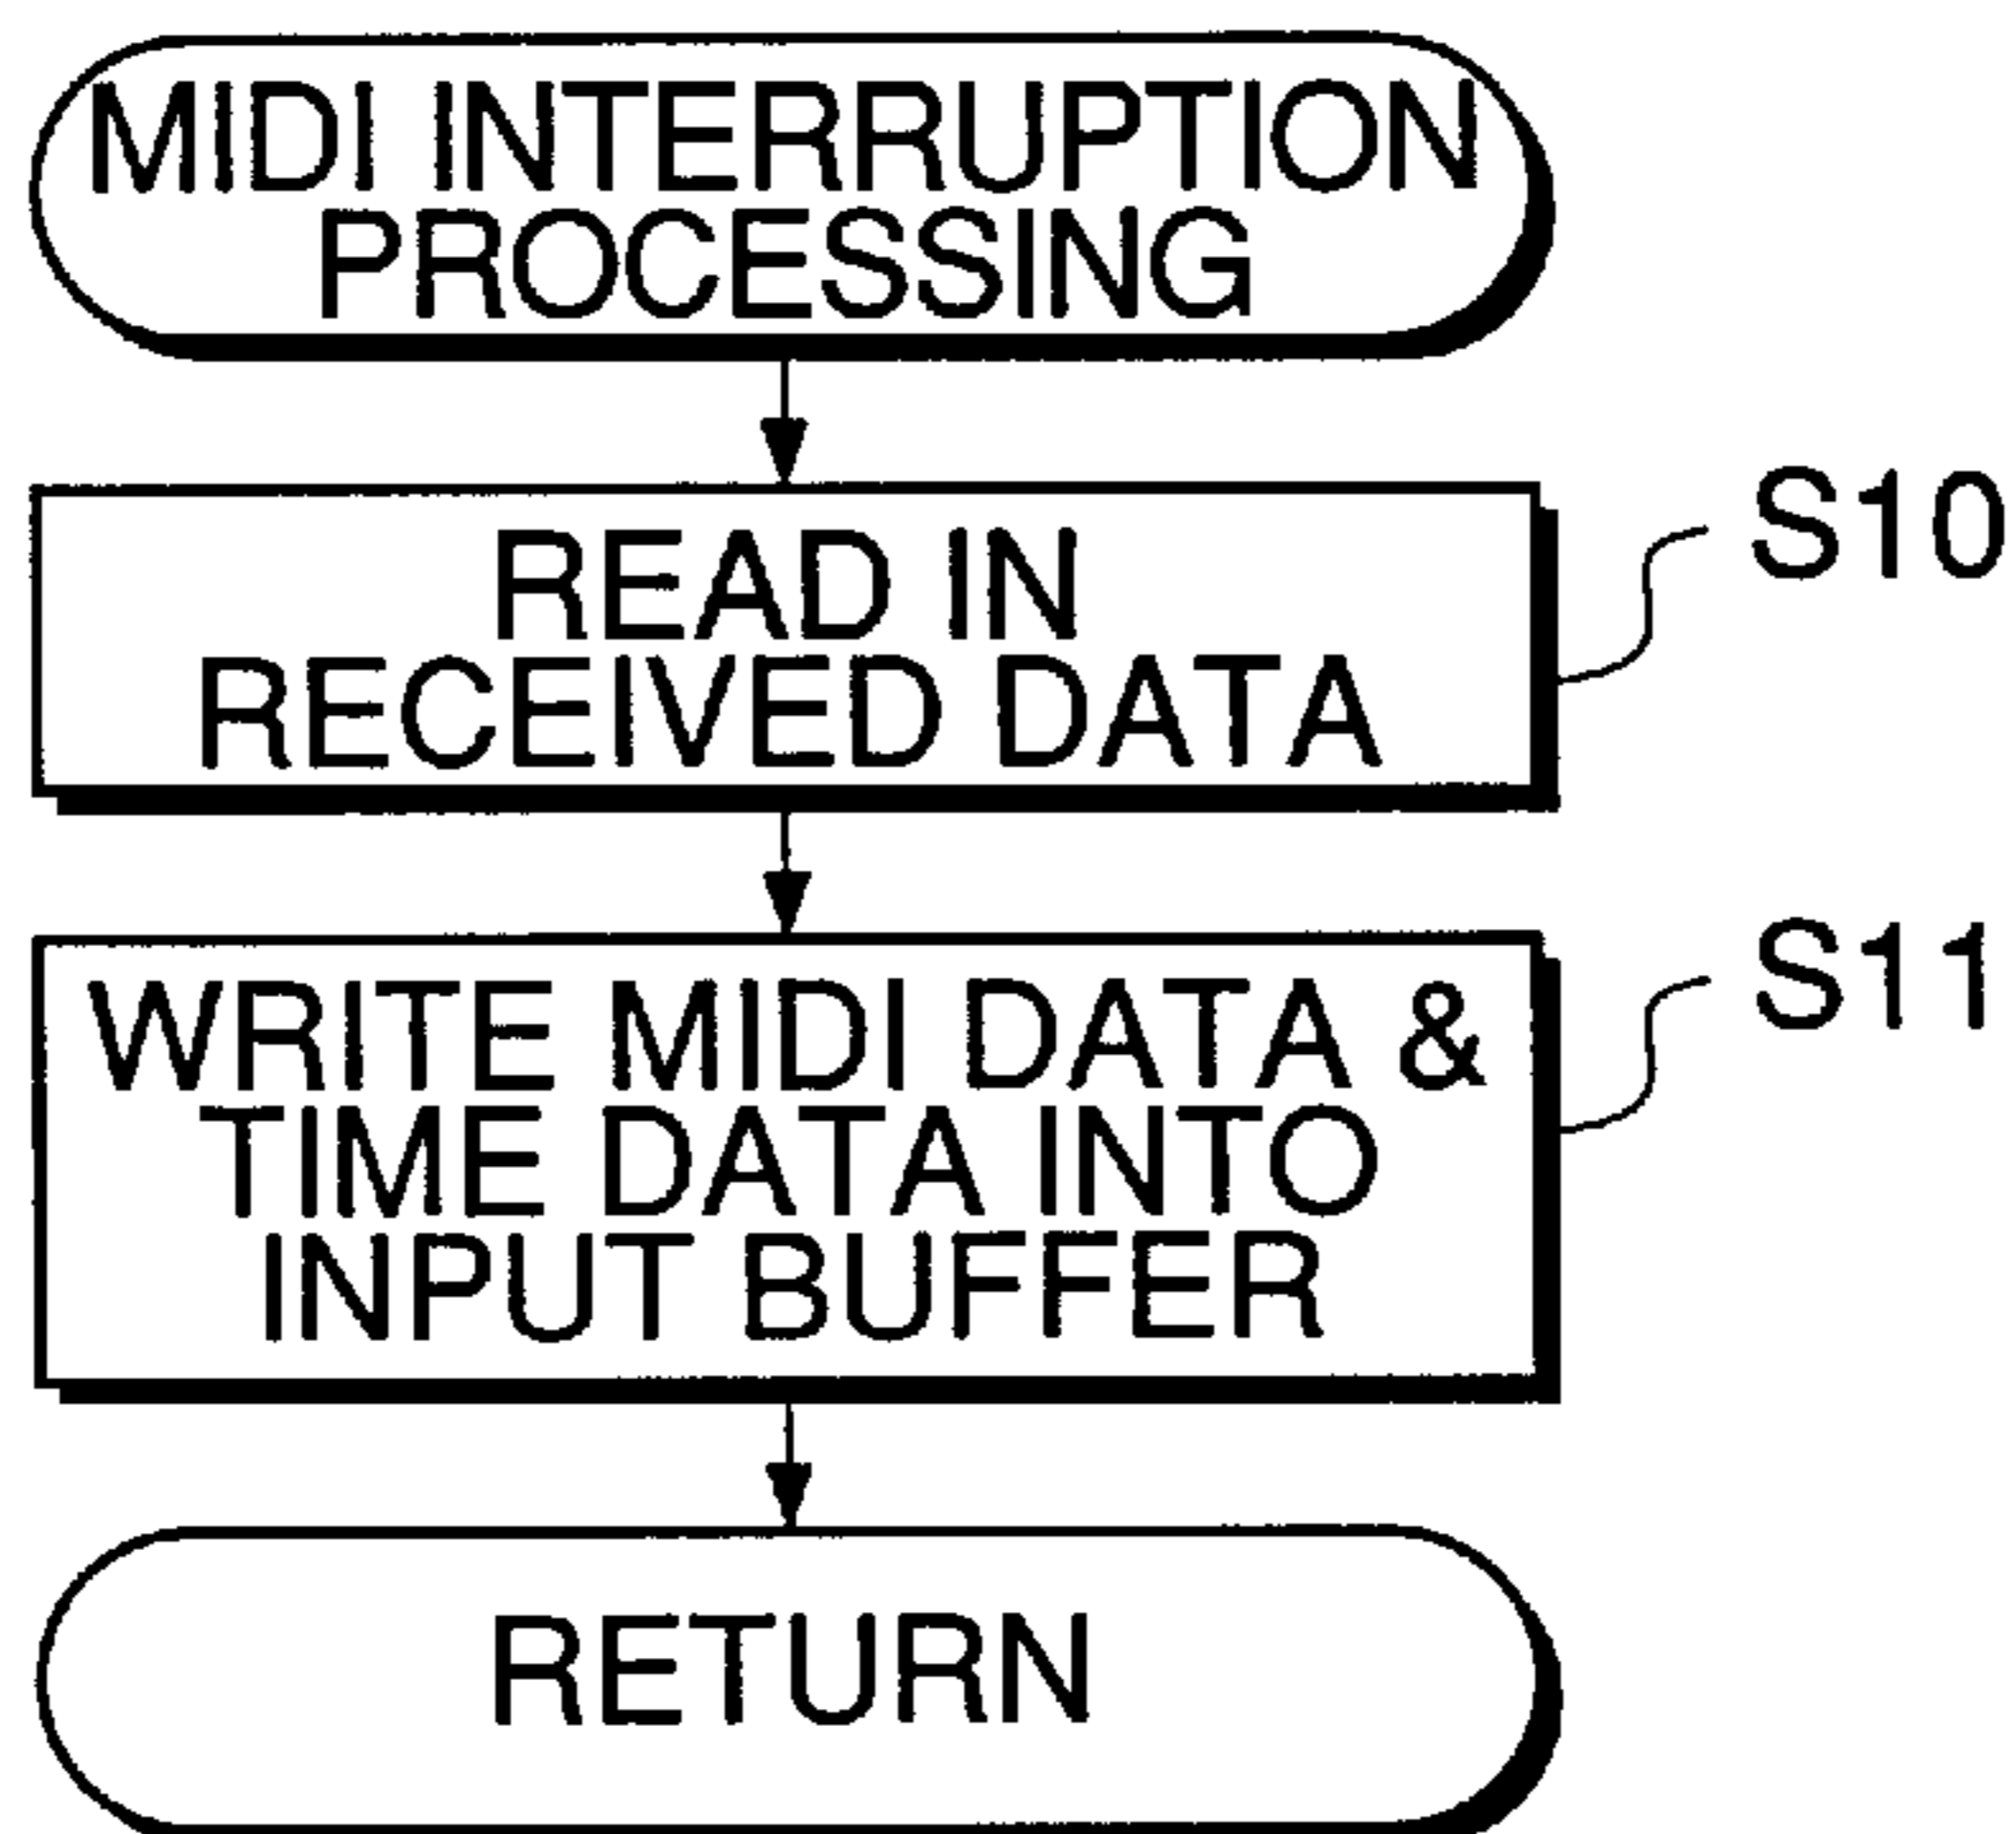 MIDI INTERRUPTION
PROCESSING
READ IN
RECEIVED DATA
S10
WRITE MIDI DATA &
TIME DATA INTO
INPUT BUFFER
S11
RETURN